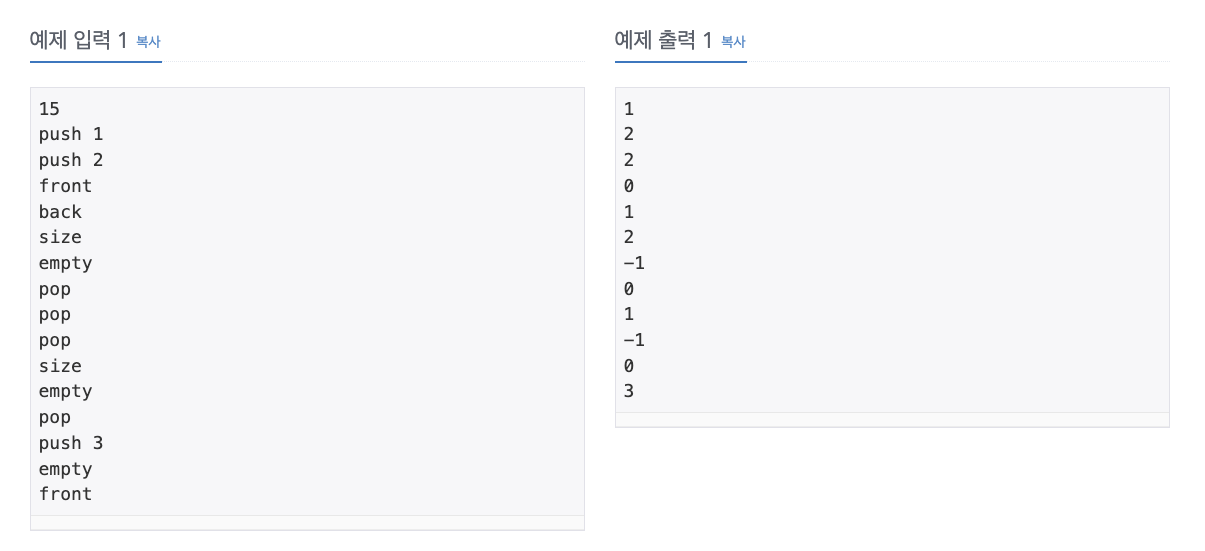 예제 입력 1 복사
15
push 1
push 2
front
back
size
empty
pop
pop
pop
size
empty
pop
push 3
empty
front
예제 출력 1 복사
1
2
2
0
1
2
-1
0
1
-1
0
3